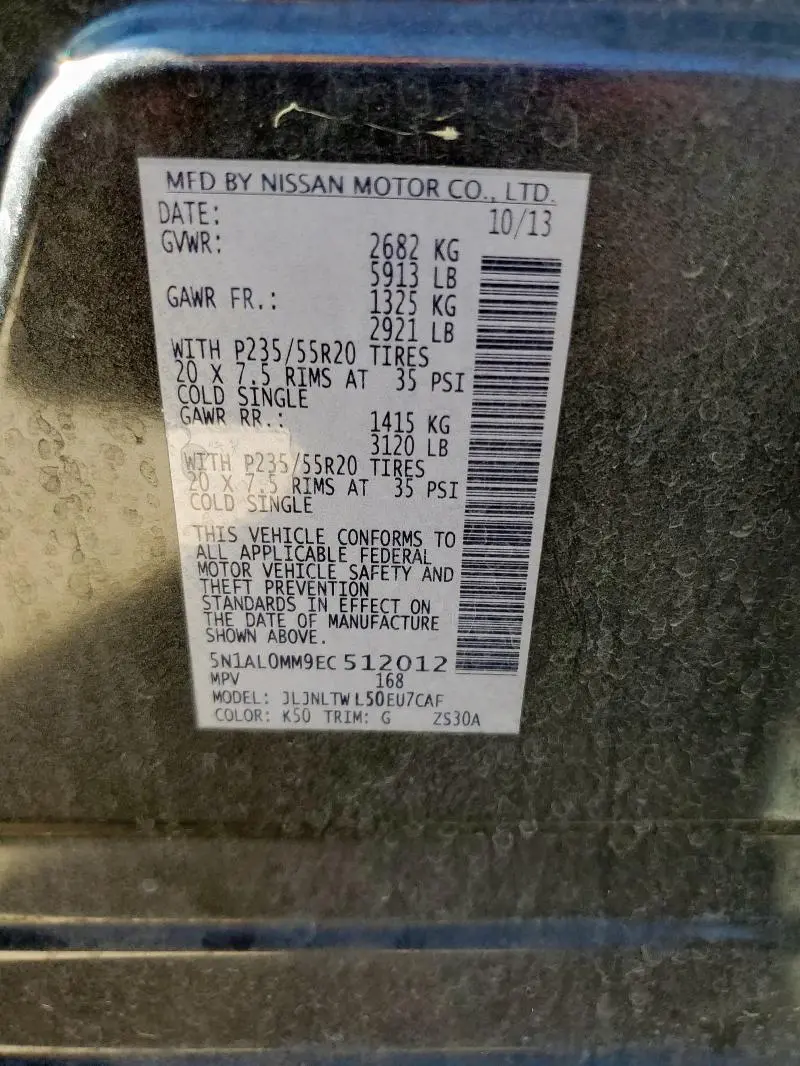 MFD BY NISSAN MOTOR CO., LTD.
DATE: 10/13
GVWR: 2682 KG
5913 LB
GAWR FR.: 1325 KG
2921 LB
WITH P235/55R20 TIRES
20 X 7.5 RIMS AT 35 PSI
COLD SINGLE
GAWR RR.: 1415 KG
3120 LB
WITH P235/55R20 TIRES
20 X 7.5 RIMS AT 35 PSI
COLD SINGLE
THIS VEHICLE CONFORMS TO
ALL APPLICABLE FEDERAL
MOTOR VEHICLE SAFETY AND
THEFT PREVENTION
STANDARDS IN EFFECT ON
THE DATE OF MANUFACTURE
SHOWN ABOVE.
5N1AL0MM9EC512012
MPV 168
MODEL: JLJNLTWL50EU7CAF
COLOR: K50 TRIM: G ZS30A